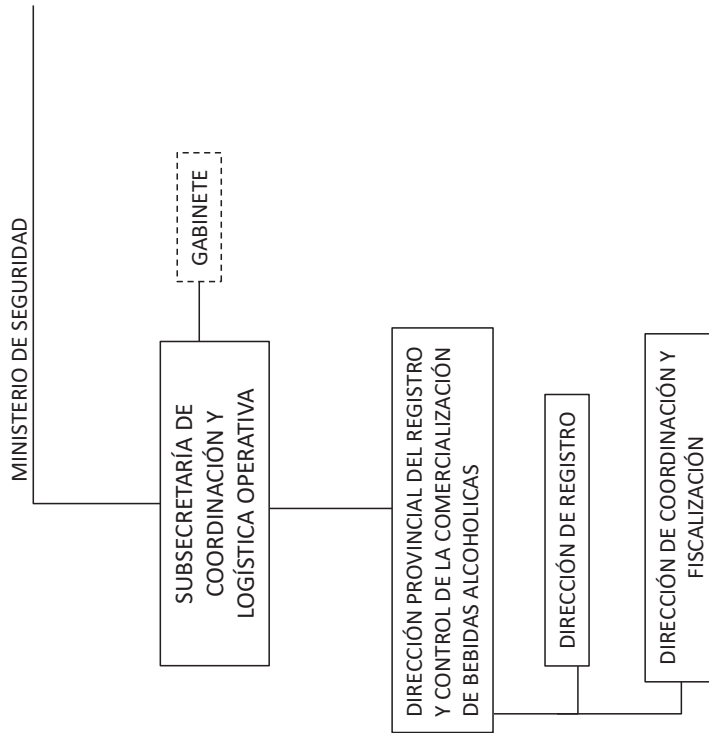 MINISTERIO DE SEGURIDAD
SUBSECRETARÍA DE
COORDINACIÓN Y
LOGÍSTICA OPERATIVA
GABINETE
DIRECCIÓN PROVINCIAL DEL REGISTRO
Y CONTROL DE LA COMERCIALIZACIÓN
DE BEBIDAS ALCOHOLICAS
DIRECCIÓN DE REGISTRO
DIRECCIÓN DE COORDINACIÓN Y
FISCALIZACIÓN